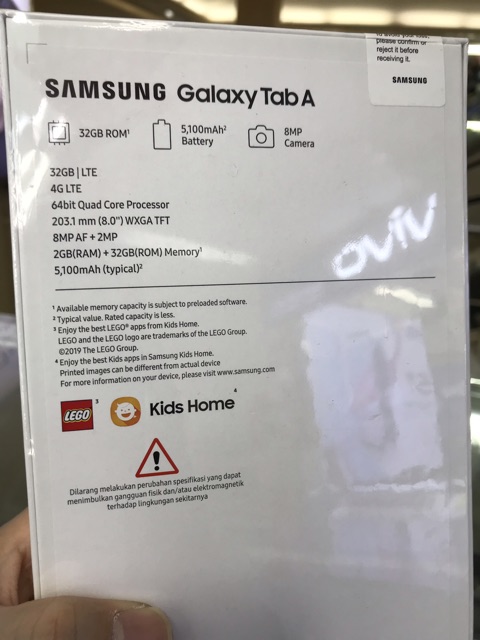 please confirm or
reject it before
receiving it.
SAMSUNG
SAMSUNG Galaxy Tab A
32GB ROM¹
5,100mAh²
Battery
8MP
Camera
32GB | LTE
4G LTE
64bit Quad Core Processor
203.1 mm (8.0") WXGA TFT
8MP AF + 2MP
2GB(RAM) + 32GB(ROM) Memory¹
5,100mAh (typical)²
¹ Available memory capacity is subject to preloaded software.
² Typical value. Rated capacity is less.
³ Enjoy the best LEGO® apps from Kids Home.
LEGO and the LEGO logo are trademarks of the LEGO Group.
©2019 The LEGO Group.
⁴ Enjoy the best Kids apps in Samsung Kids Home.
Printed images can be different from actual device
For more information on your device, please visit www.samsung.com
LEGO ³ Kids Home ⁴
Dilarang melakukan perubahan spesifikasi yang dapat
menimbulkan gangguan fisik dan/atau elektromagnetik
terhadap lingkungan sekitarnya